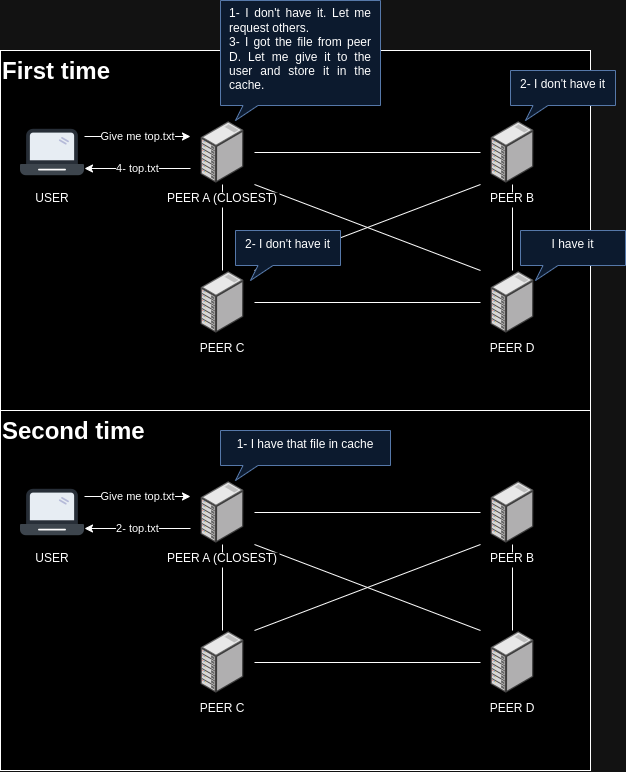 1- I don't have it. Let me
request others.
3- I got the file from peer
D. Let me give it to the
user and store it in the
cache.
First time
2- I don't have it
Give me top.txt
4- top.txt
USER
PEER A (CLOSEST)
PEER B
2- I don't have it
I have it
PEER C
PEER D
Second time
1- I have that file in cache
Give me top.txt
2- top.txt
USER
PEER A (CLOSEST)
PEER B
PEER C
PEER D